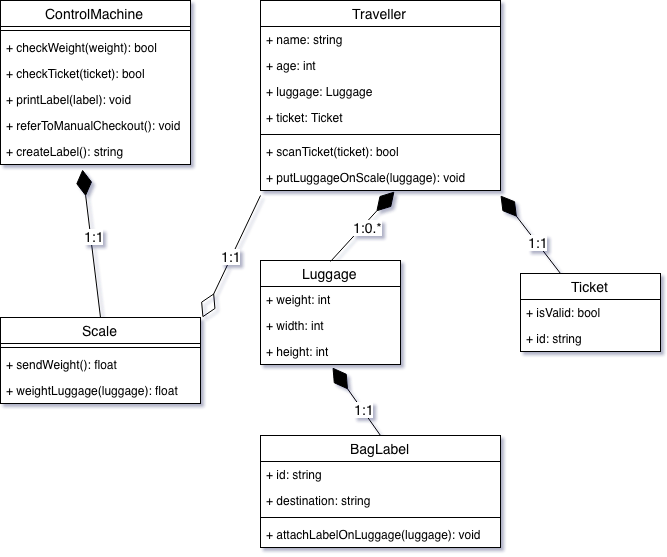 ControlMachine
+ checkWeight(weight): bool
+ checkTicket(ticket): bool
+ printLabel(label): void
+ referToManualCheckout(): void
+ createLabel(): string
Traveller
+ name: string
+ age: int
+ luggage: Luggage
+ ticket: Ticket
+ scanTicket(ticket): bool
+ putLuggageOnScale(luggage): void
1:1
1:1
1:0.*
1:1
Scale
+ sendWeight(): float
+ weightLuggage(luggage): float
Luggage
+ weight: int
+ width: int
+ height: int
Ticket
+ isValid: bool
+ id: string
1:1
BagLabel
+ id: string
+ destination: string
+ attachLabelOnLuggage(luggage): void